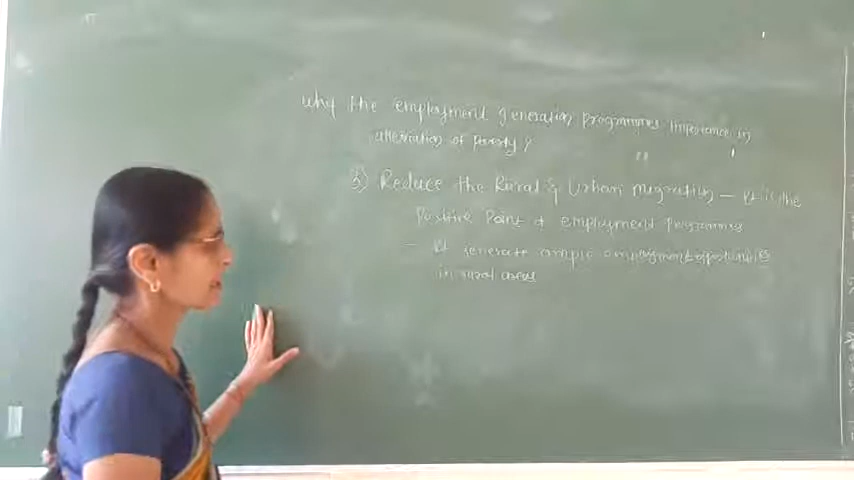 why the employment generation programmes importance in
alleviation of poverty?
3) Reduce the Rural & Urban migration - It is the
positive point of employment programmes
- It generate ample employment opportunities
in rural areas